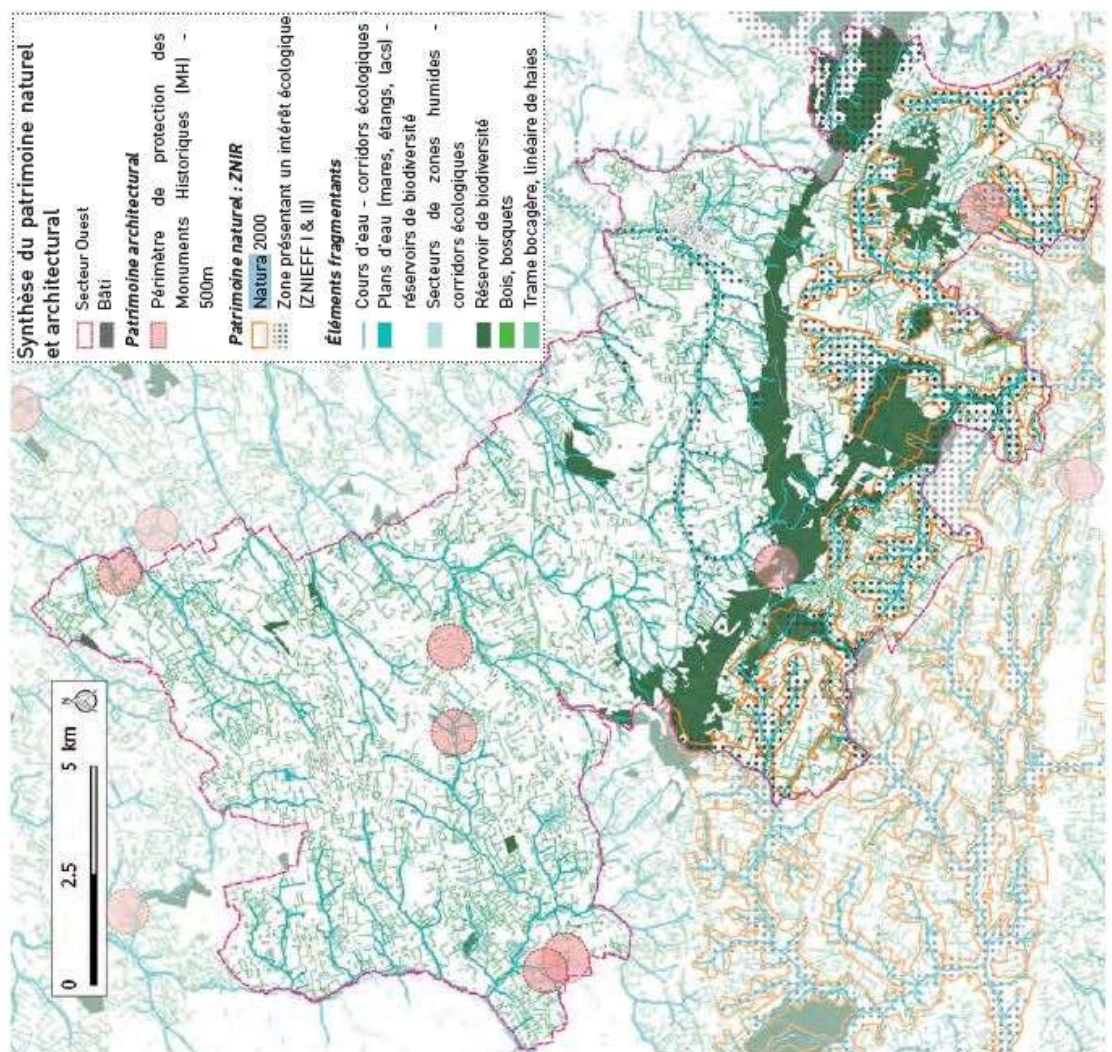 Synthèse du patrimoine naturel
et architectural
Secteur Ouest
Bâti
Patrimoine architectural
Périmètre de protection des
Monuments Historiques (MH) -
500m
Patrimoine naturel : ZNIR
Natura 2000
Zone présentant un intérêt écologique
(ZNIEFF I & II)
Éléments fragmentants
Cours d'eau - corridors écologiques
Plans d'eau (mares, étangs, lacs) -
réservoirs de biodiversité
Secteurs de zones humides -
corridors écologiques
Réservoir de biodiversité
Bois, bosquets
Trame bocagère, linéaire de haies
0 2.5 5 km
N